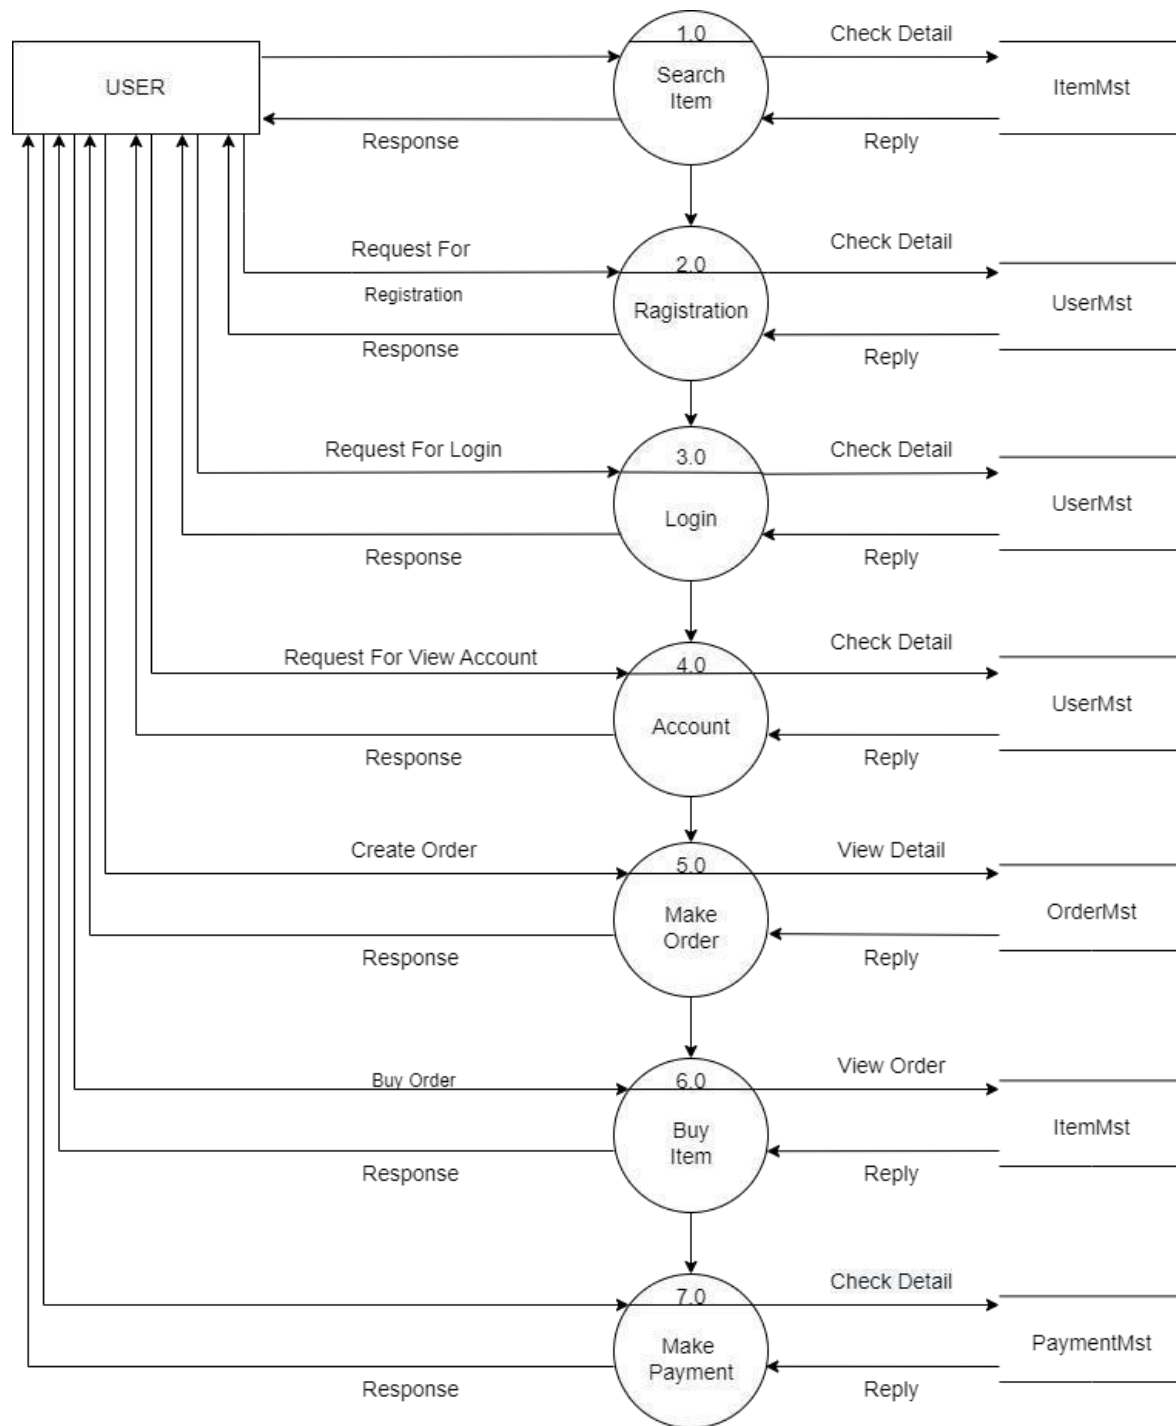 1.0
Check Detail
USER
Search
Item
ItemMst
Response
Reply
Request For
Check Detail
2.0
Registration
Ragistration
UserMst
Response
Reply
Request For Login
Check Detail
3.0
Login
UserMst
Response
Reply
Request For View Account
Check Detail
4.0
Account
UserMst
Response
Reply
Create Order
View Detail
5.0
Make
Order
OrderMst
Response
Reply
Buy Order
View Order
6.0
Buy
Item
ItemMst
Response
Reply
Check Detail
7.0
Make
Payment
PaymentMst
Response
Reply